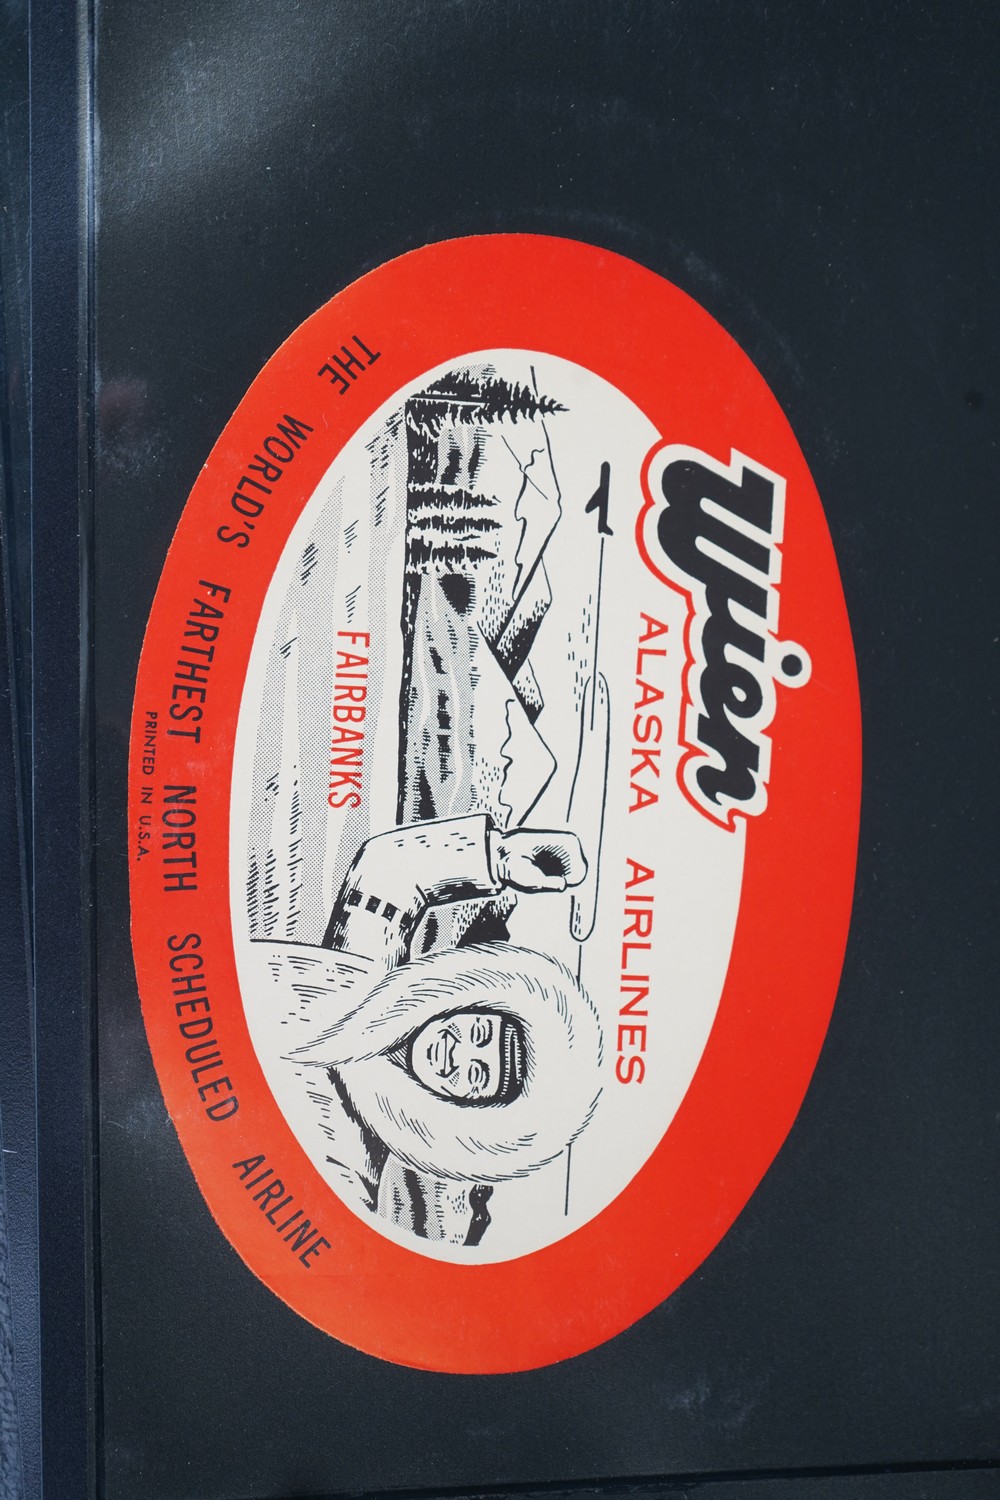 Wien
ALASKA AIRLINES
FAIRBANKS
THE WORLD'S FARTHEST NORTH SCHEDULED AIRLINE
PRINTED IN U.S.A.